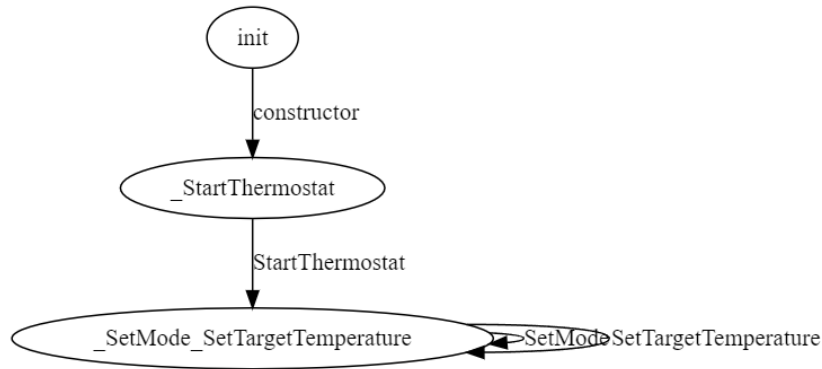 init
constructor
_StartThermostat
StartThermostat
_SetMode_SetTargetTemperature
SetMode
SetTargetTemperature